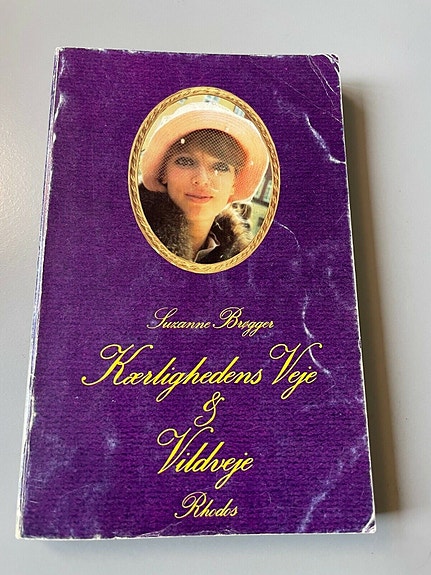 Suzanne Brøgger
Kærlighedens Veje
&
Vildveje
Rhodos